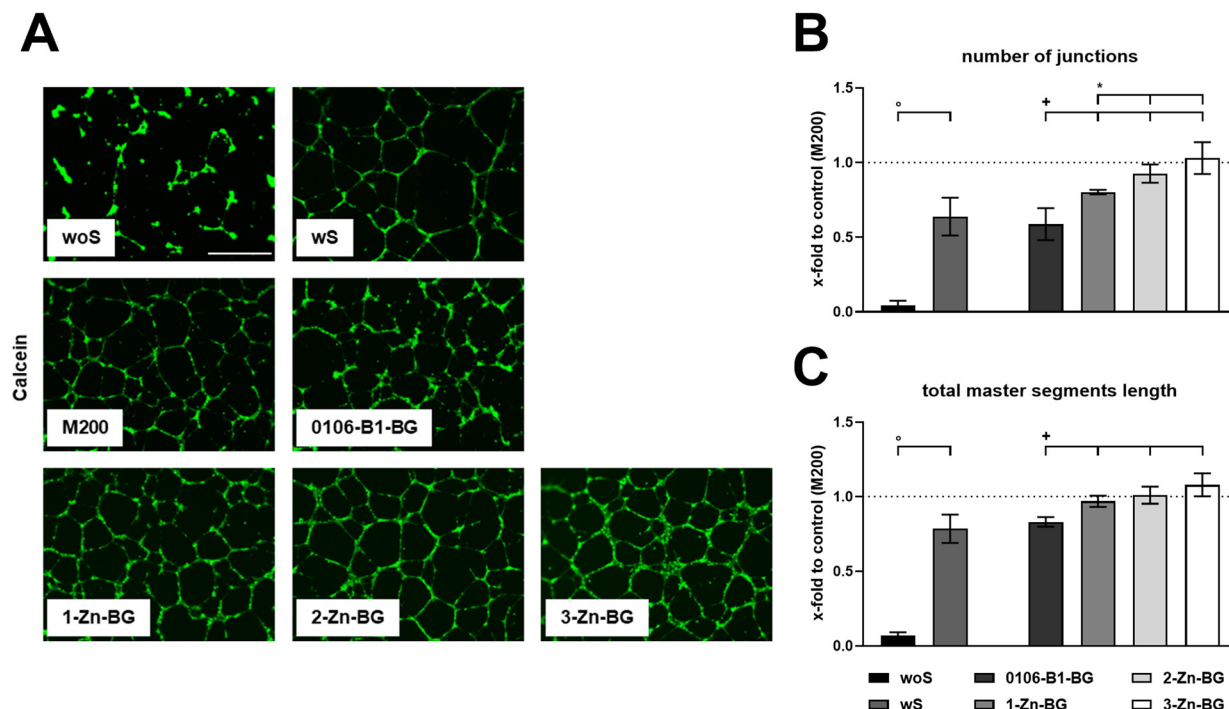 A
woS
wS
Calcein
M200
0106-B1-BG
1-Zn-BG
2-Zn-BG
3-Zn-BG
B
number of junctions
x-fold to control (M200)
1.5
1.0
0.5
0.0
°
+
*
C
total master segments length
x-fold to control (M200)
1.5
1.0
0.5
0.0
°
+
woS
0106-B1-BG
2-Zn-BG
wS
1-Zn-BG
3-Zn-BG